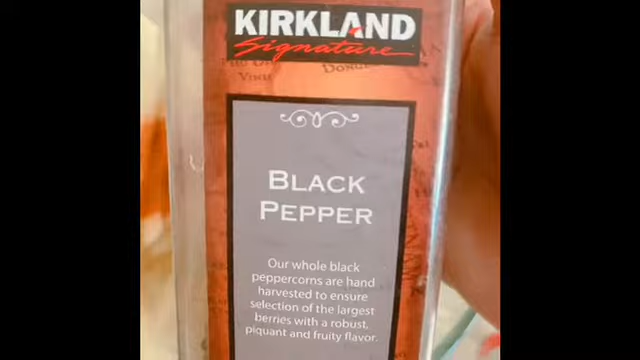 KIRKLAND
Signature
BLACK
PEPPER
Our whole black
peppercorns are hand
harvested to ensure
selection of the largest
berries with a robust,
piquant and fruity flavor.